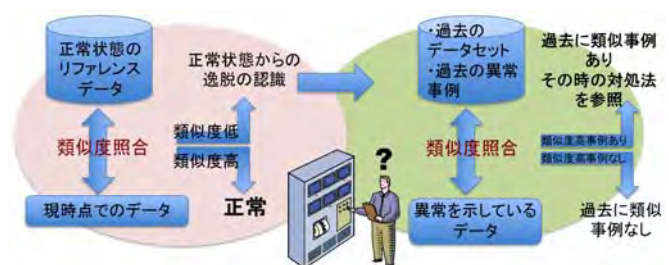 正常状態の
リファレンス
データ
類似度照合
現時点でのデータ
正常状態からの
逸脱の認識
類似度低
類似度高
正常
?
・過去の
データセット
・過去の異常
事例
類似度照合
異常を示している
データ
過去に類似事例
あり
その時の対処法
を参照
類似度高事例あり
類似度高事例なし
過去に類似
事例なし